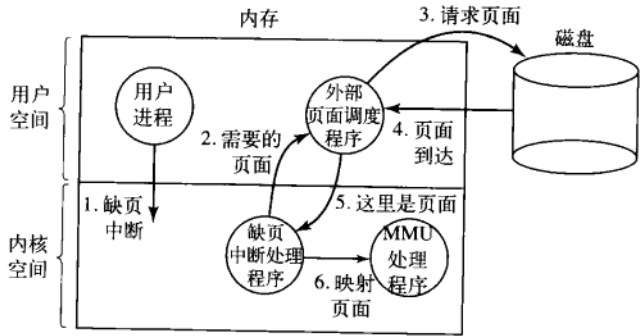 内存
3. 请求页面
磁盘
用户
空间
用户
进程
外部
页面调度
程序
2. 需要的
页面
4. 页面
到达
1. 缺页
中断
5. 这里是页面
内核
空间
缺页
中断处理
程序
MMU
处理
程序
6. 映射
页面